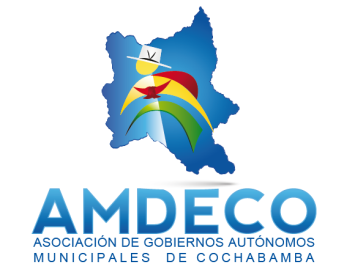 AMDECO
ASOCIACIÓN DE GOBIERNOS AUTÓNOMOS
MUNICIPALES DE COCHABAMBA